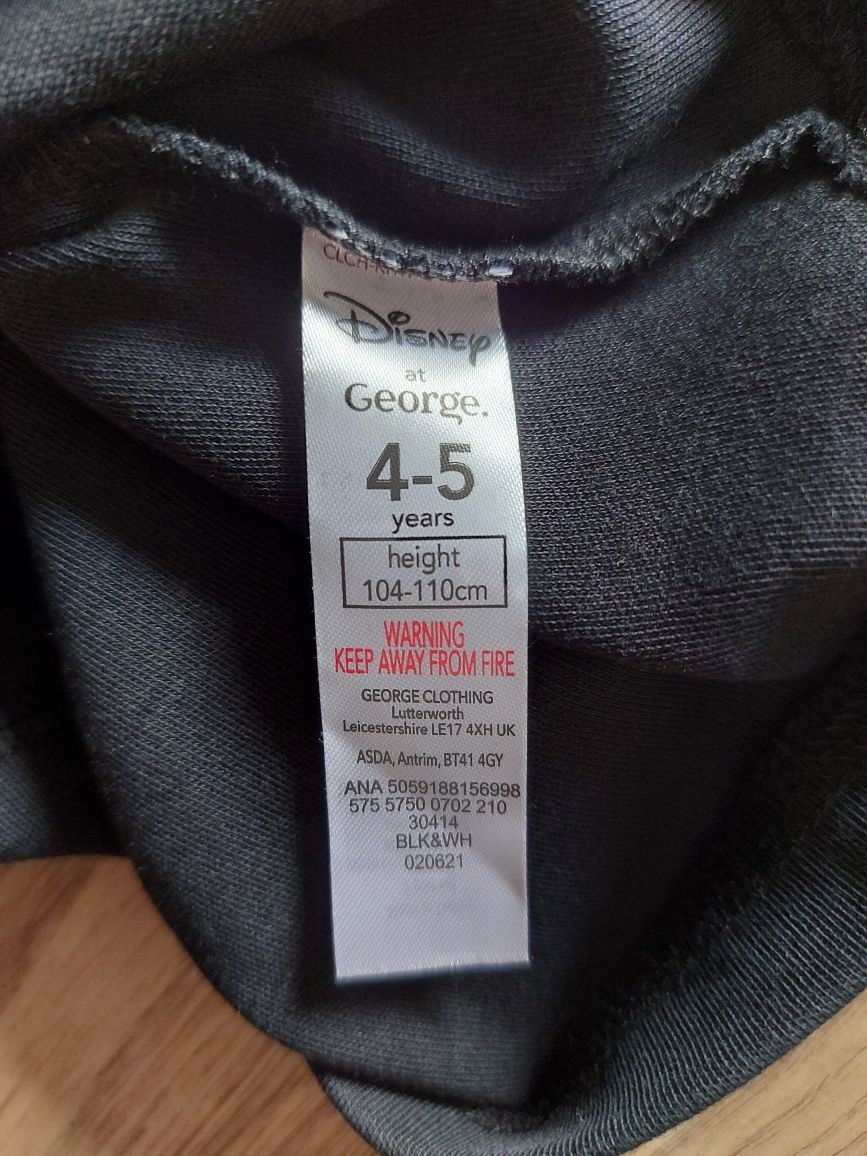 Disney
at
George.
4-5
years
height
104-110cm
WARNING
KEEP AWAY FROM FIRE
GEORGE CLOTHING
Lutterworth
Leicestershire LE17 4XH UK
ASDA, Antrim, BT41 4GY
ANA 5059188156998
575 5750 0702 210
30414
BLK&WH
020621